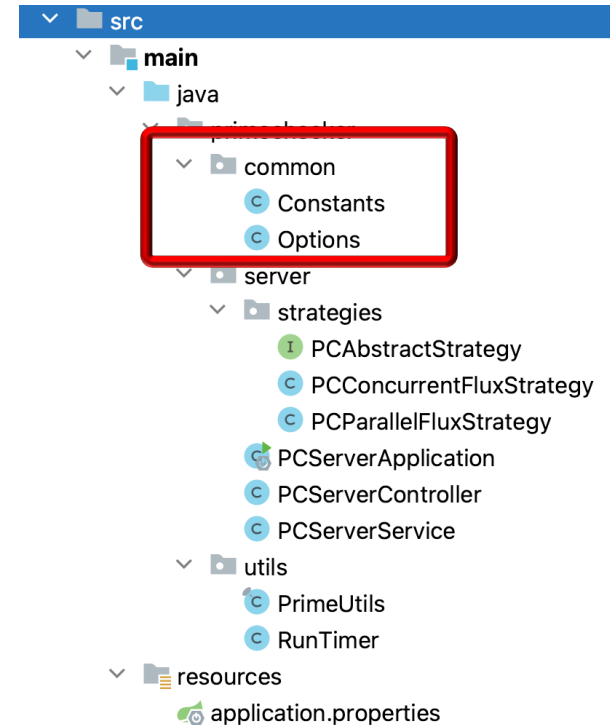 src
main
java
primechecker
common
Constants
Options
server
strategies
PCAbstractStrategy
PCConcurrentFluxStrategy
PCParallelFluxStrategy
PCServerApplication
PCServerController
PCServerService
utils
PrimeUtils
RunTimer
resources
application.properties